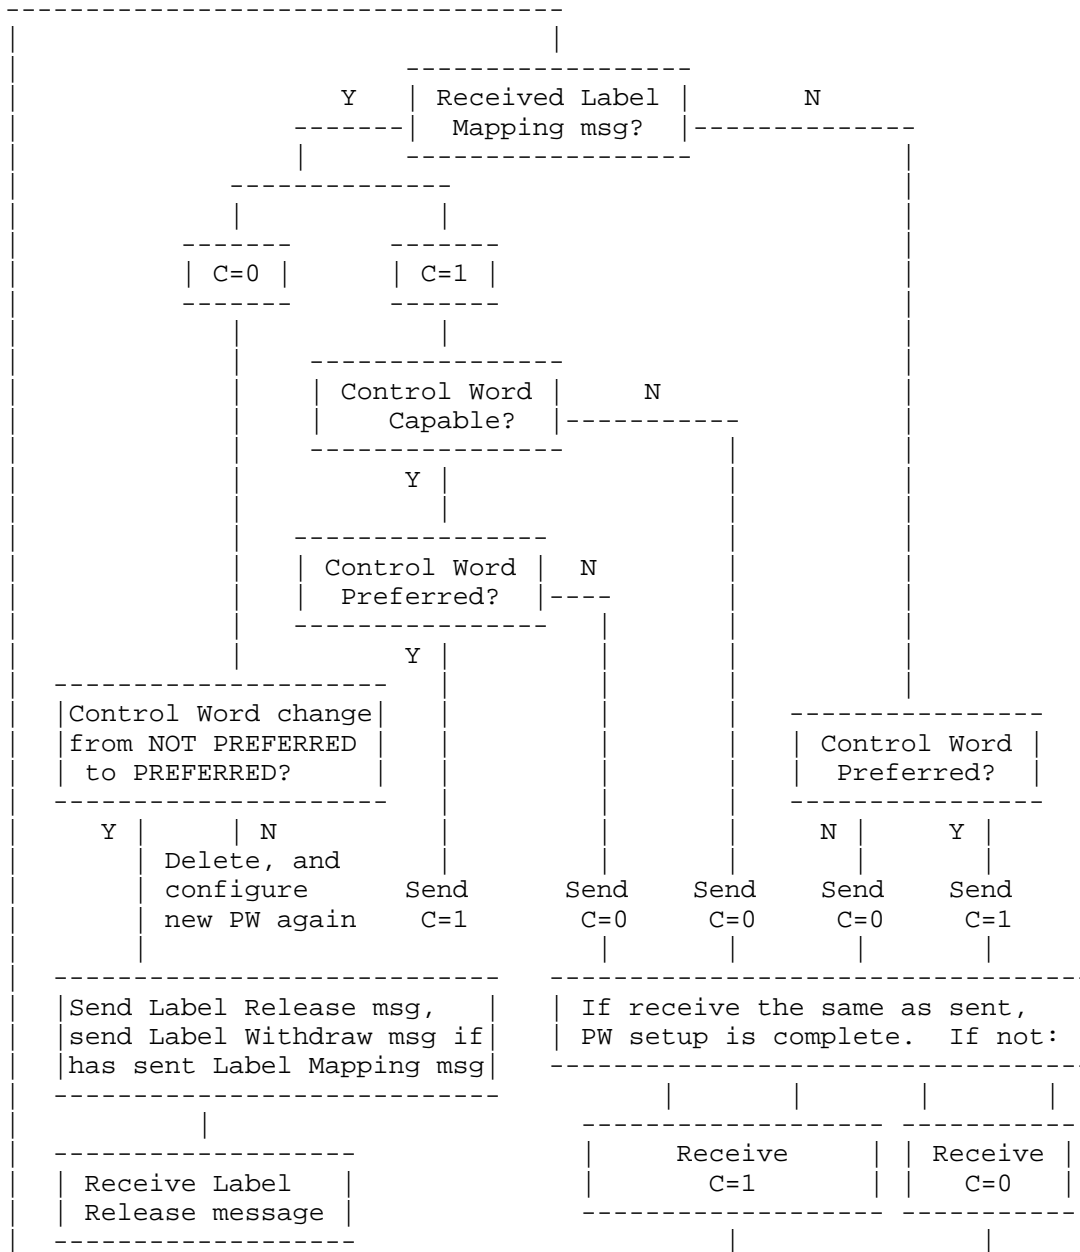 Y Received Label N
Mapping msg?
C=0 C=1
Control Word N
Capable?
Y
Control Word N
Preferred?
Y
Control Word change
from NOT PREFERRED Control Word
to PREFERRED? Preferred?
Y N N Y
Delete, and
configure Send Send Send Send Send
new PW again C=1 C=0 C=0 C=0 C=1
Send Label Release msg, If receive the same as sent,
send Label Withdraw msg if PW setup is complete. If not:
has sent Label Mapping msg
Receive Receive
Receive Label C=1 C=0
Release message